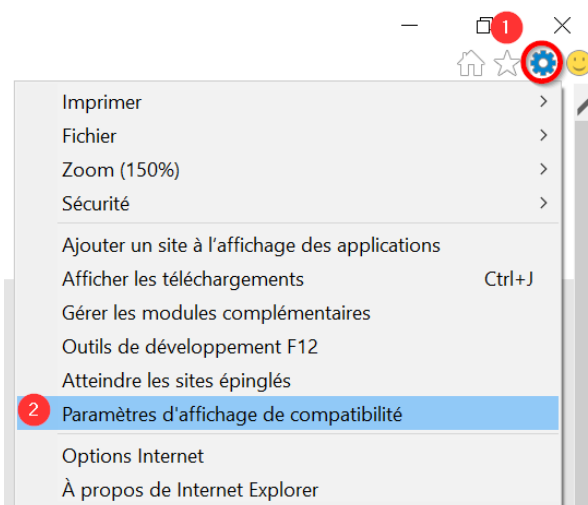 1
Imprimer
Fichier
Zoom (150%)
Sécurité
Ajouter un site à l'affichage des applications
Afficher les téléchargements Ctrl+J
Gérer les modules complémentaires
Outils de développement F12
Atteindre les sites épinglés
2 Paramètres d'affichage de compatibilité
Options Internet
À propos de Internet Explorer